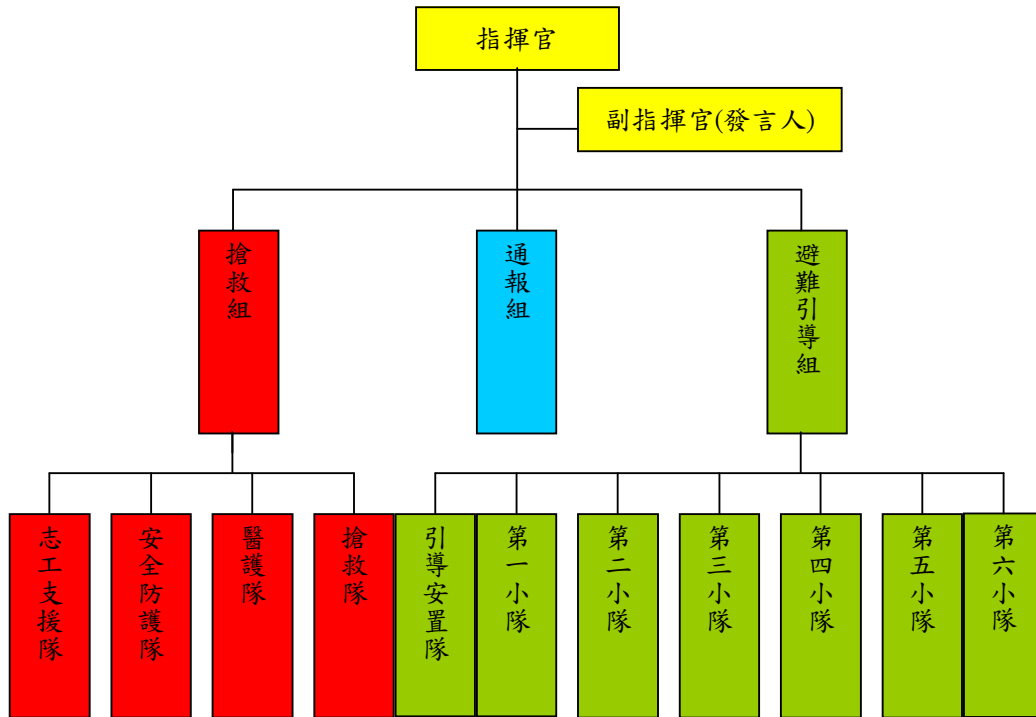 指揮官
副指揮官(發言人)
搶救組
通報組
避難引導組
志工支援隊
安全防護隊
醫護隊
搶救隊
引導安置隊
第一小隊
第二小隊
第三小隊
第四小隊
第五小隊
第六小隊